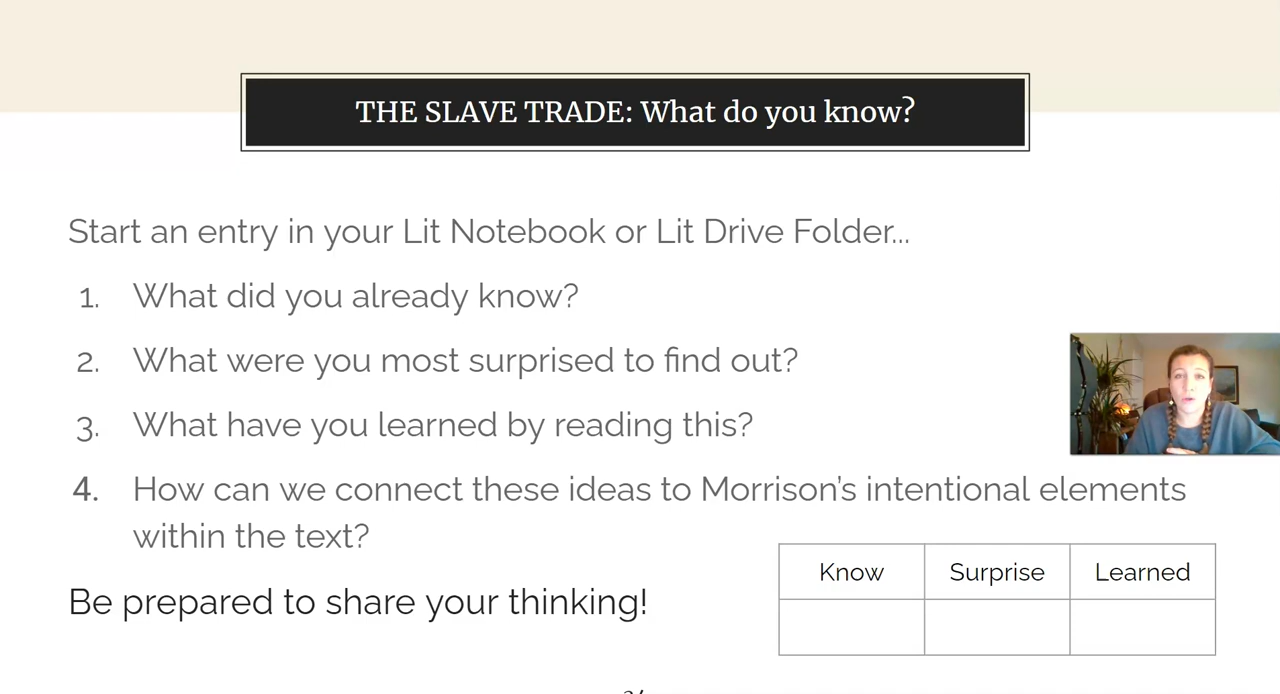 THE SLAVE TRADE: What do you know?
Start an entry in your Lit Notebook or Lit Drive Folder...
1. What did you already know?
2. What were you most surprised to find out?
3. What have you learned by reading this?
4. How can we connect these ideas to Morrison's intentional elements
within the text?
Be prepared to share your thinking!
Know Surprise Learned